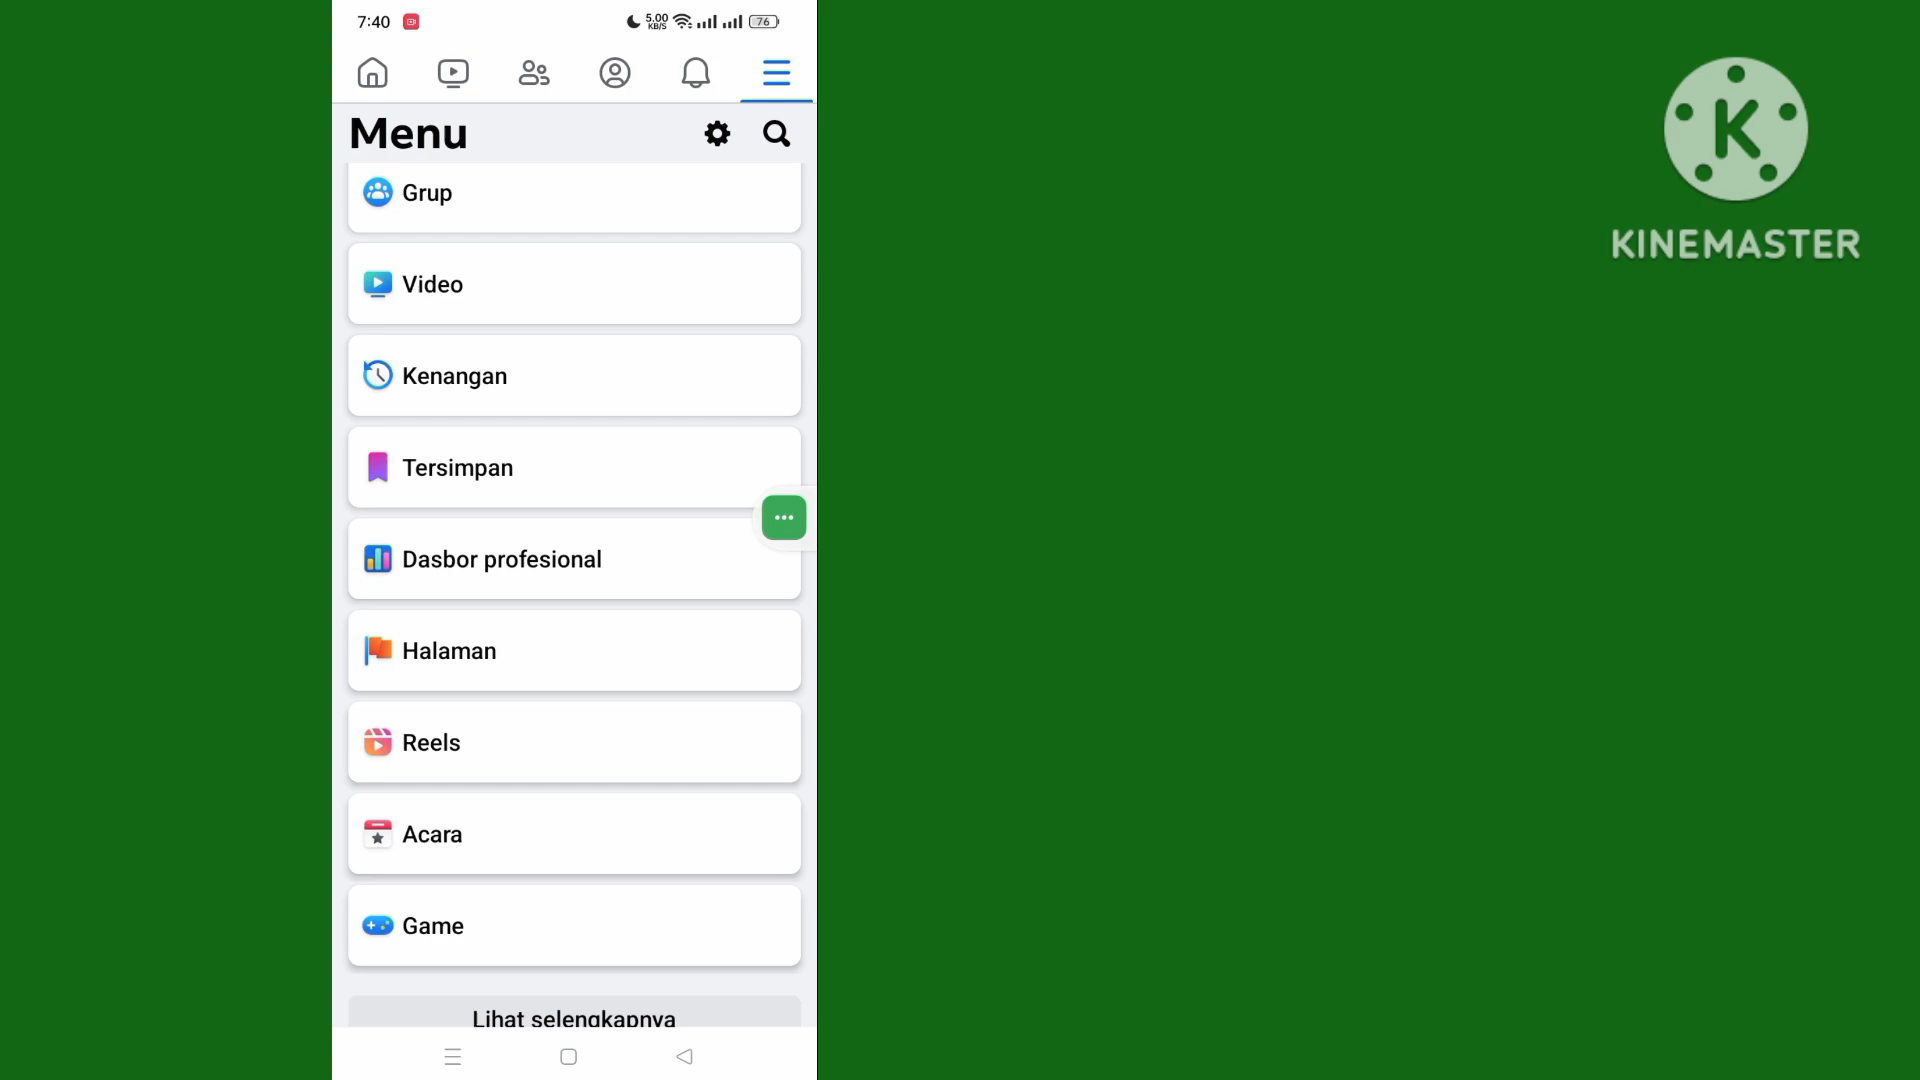 7:40
5.00
KB/S
76
Menu
Grup
Video
Kenangan
Tersimpan
Dasbor profesional
Halaman
Reels
Acara
Game
Lihat selengkapnya
K
KINEMASTER